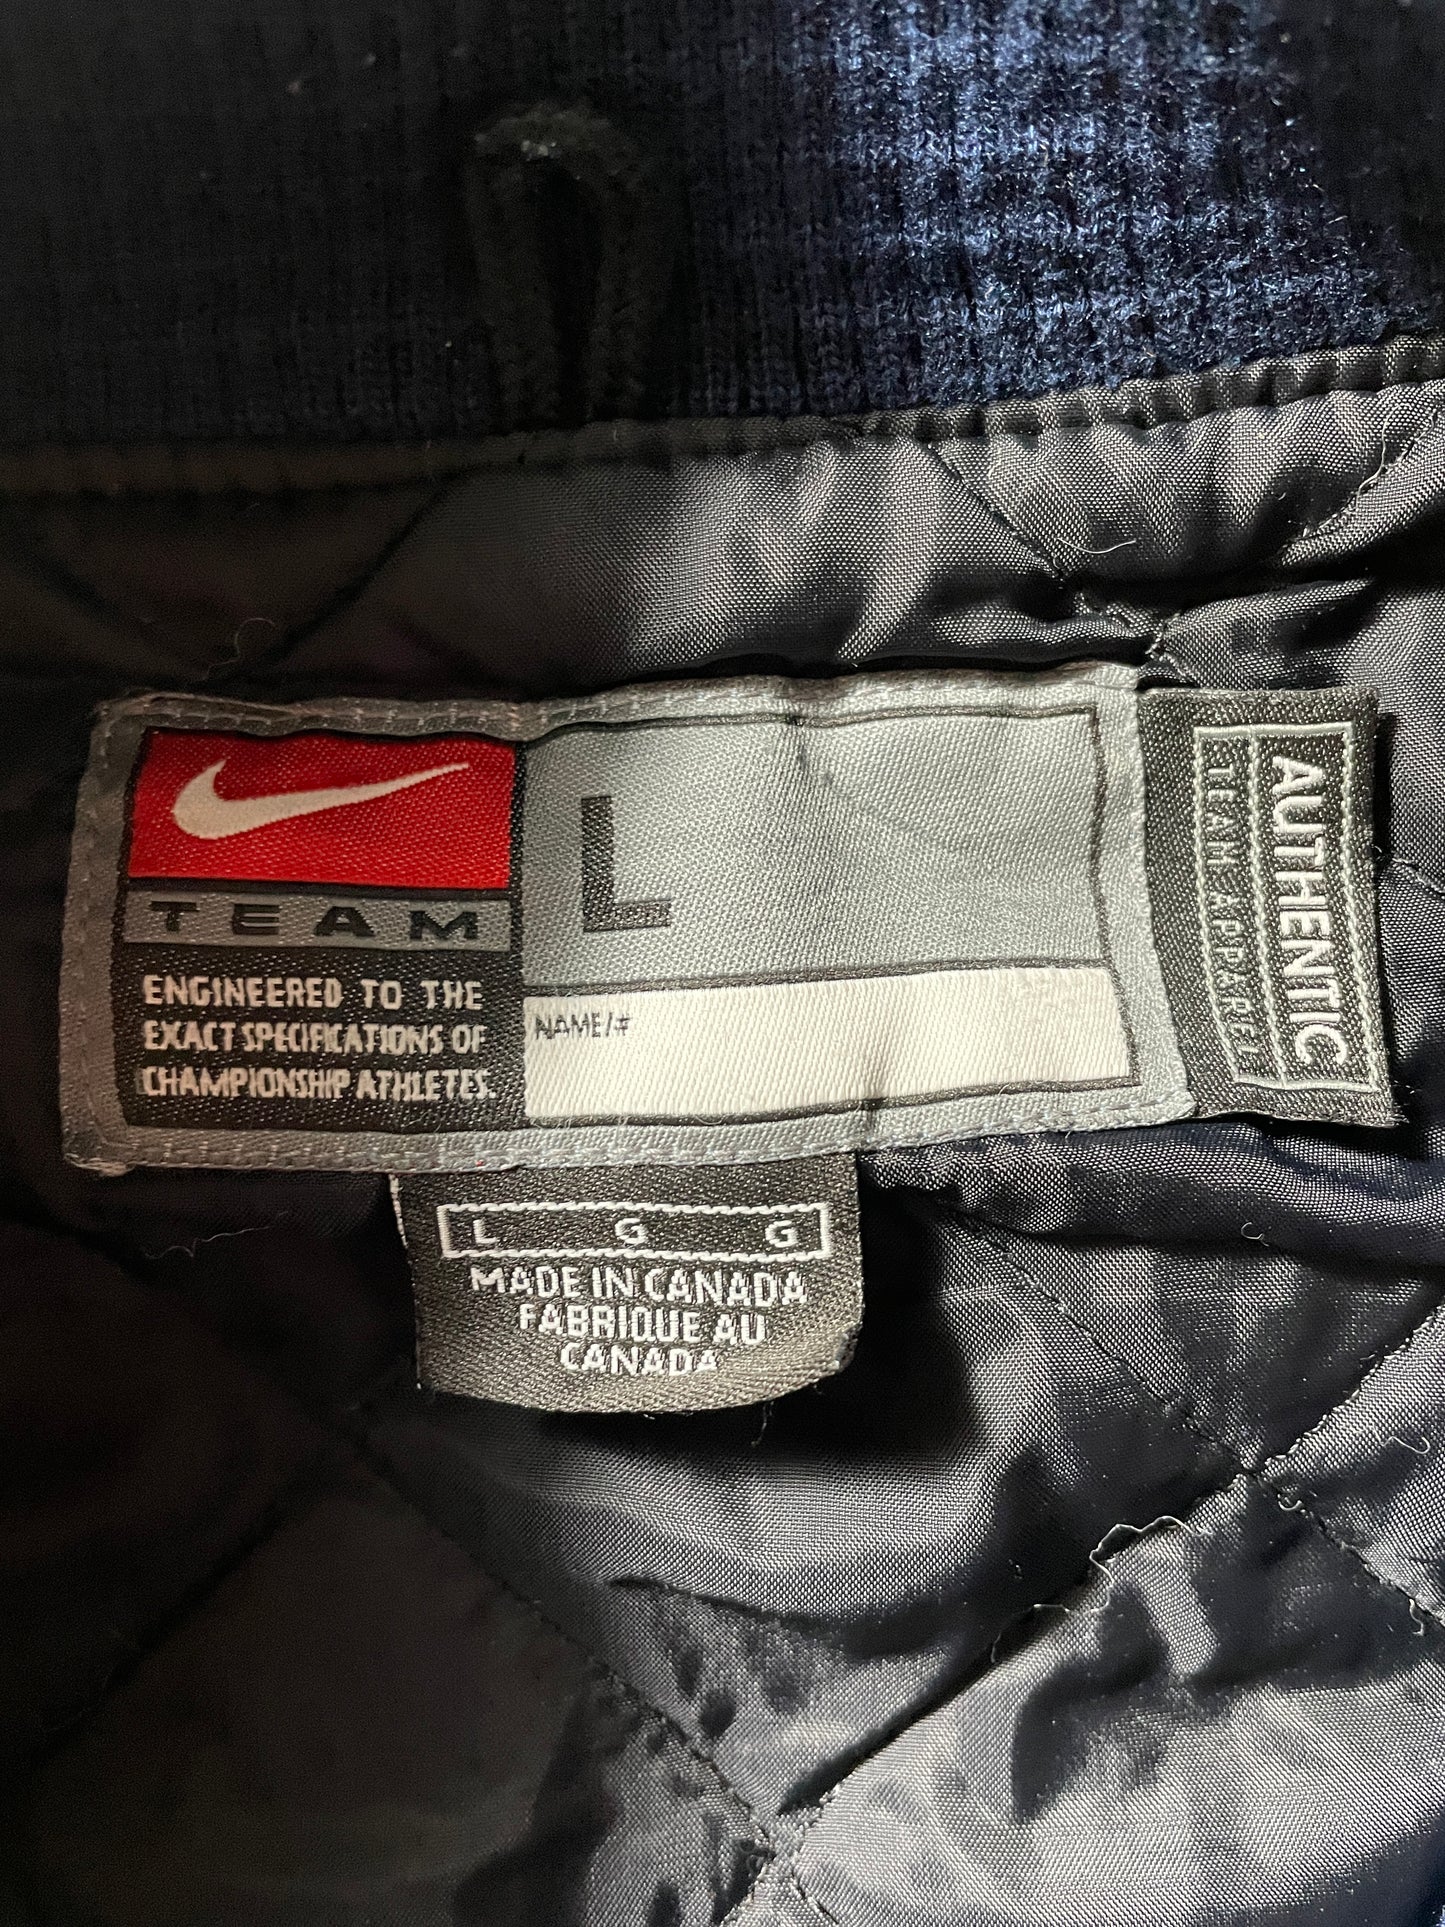 TEAM
ENGINEERED TO THE
EXACT SPECIFICATIONS OF
CHAMPIONSHIP ATHLETES.
L
NAME/#
AUTHENTIC
TEAM APPAREL
L G G
MADE IN CANADA
FABRIQUE AU
CANADA